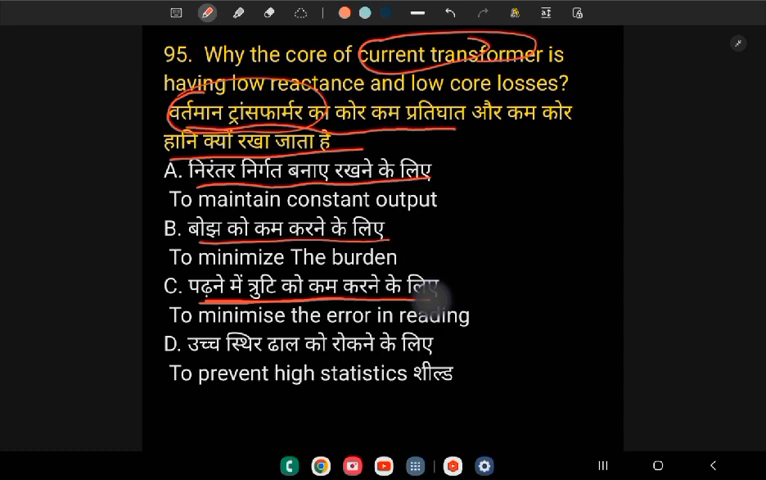 95. Why the core of current transformer is
having low reactance and low core losses?
वर्तमान ट्रांसफार्मर का कोर कम प्रतिघात और कम कोर
हानि क्यों रखा जाता है
A. निरंतर निर्गत बनाए रखने के लिए
To maintain constant output
B. बोझ को कम करने के लिए
To minimize The burden
C. पढ़ने में त्रुटि को कम करने के लिए
To minimise the error in reading
D. उच्च स्थिर ढाल को रोकने के लिए
To prevent high statistics शील्ड